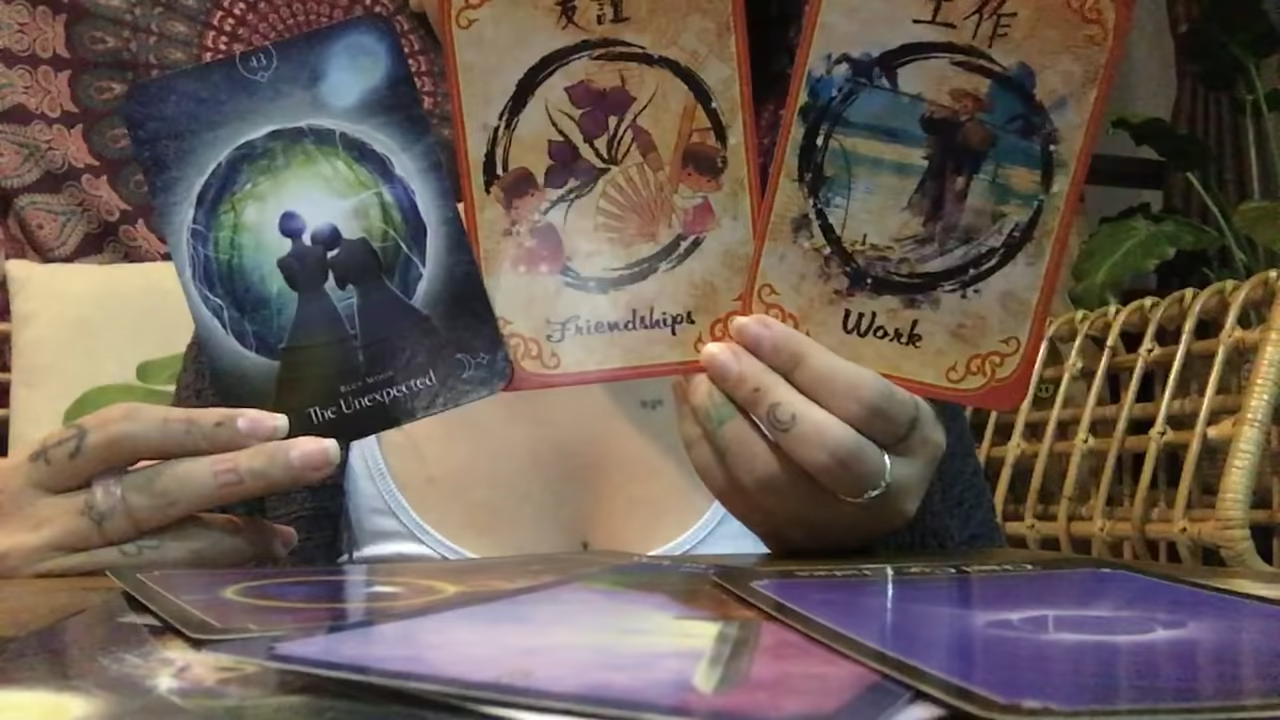 43
BLUE MOON
The Unexpected
友誼
Friendships
工作
Work